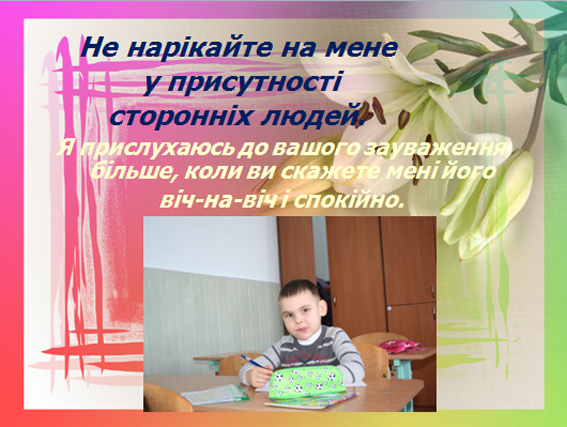 Не нарікайте на мене
у присутності
сторонніх людей.
Я прислухаюсь до вашого зауваження
більше, коли ви скажете мені його
віч-на-віч і спокійно.